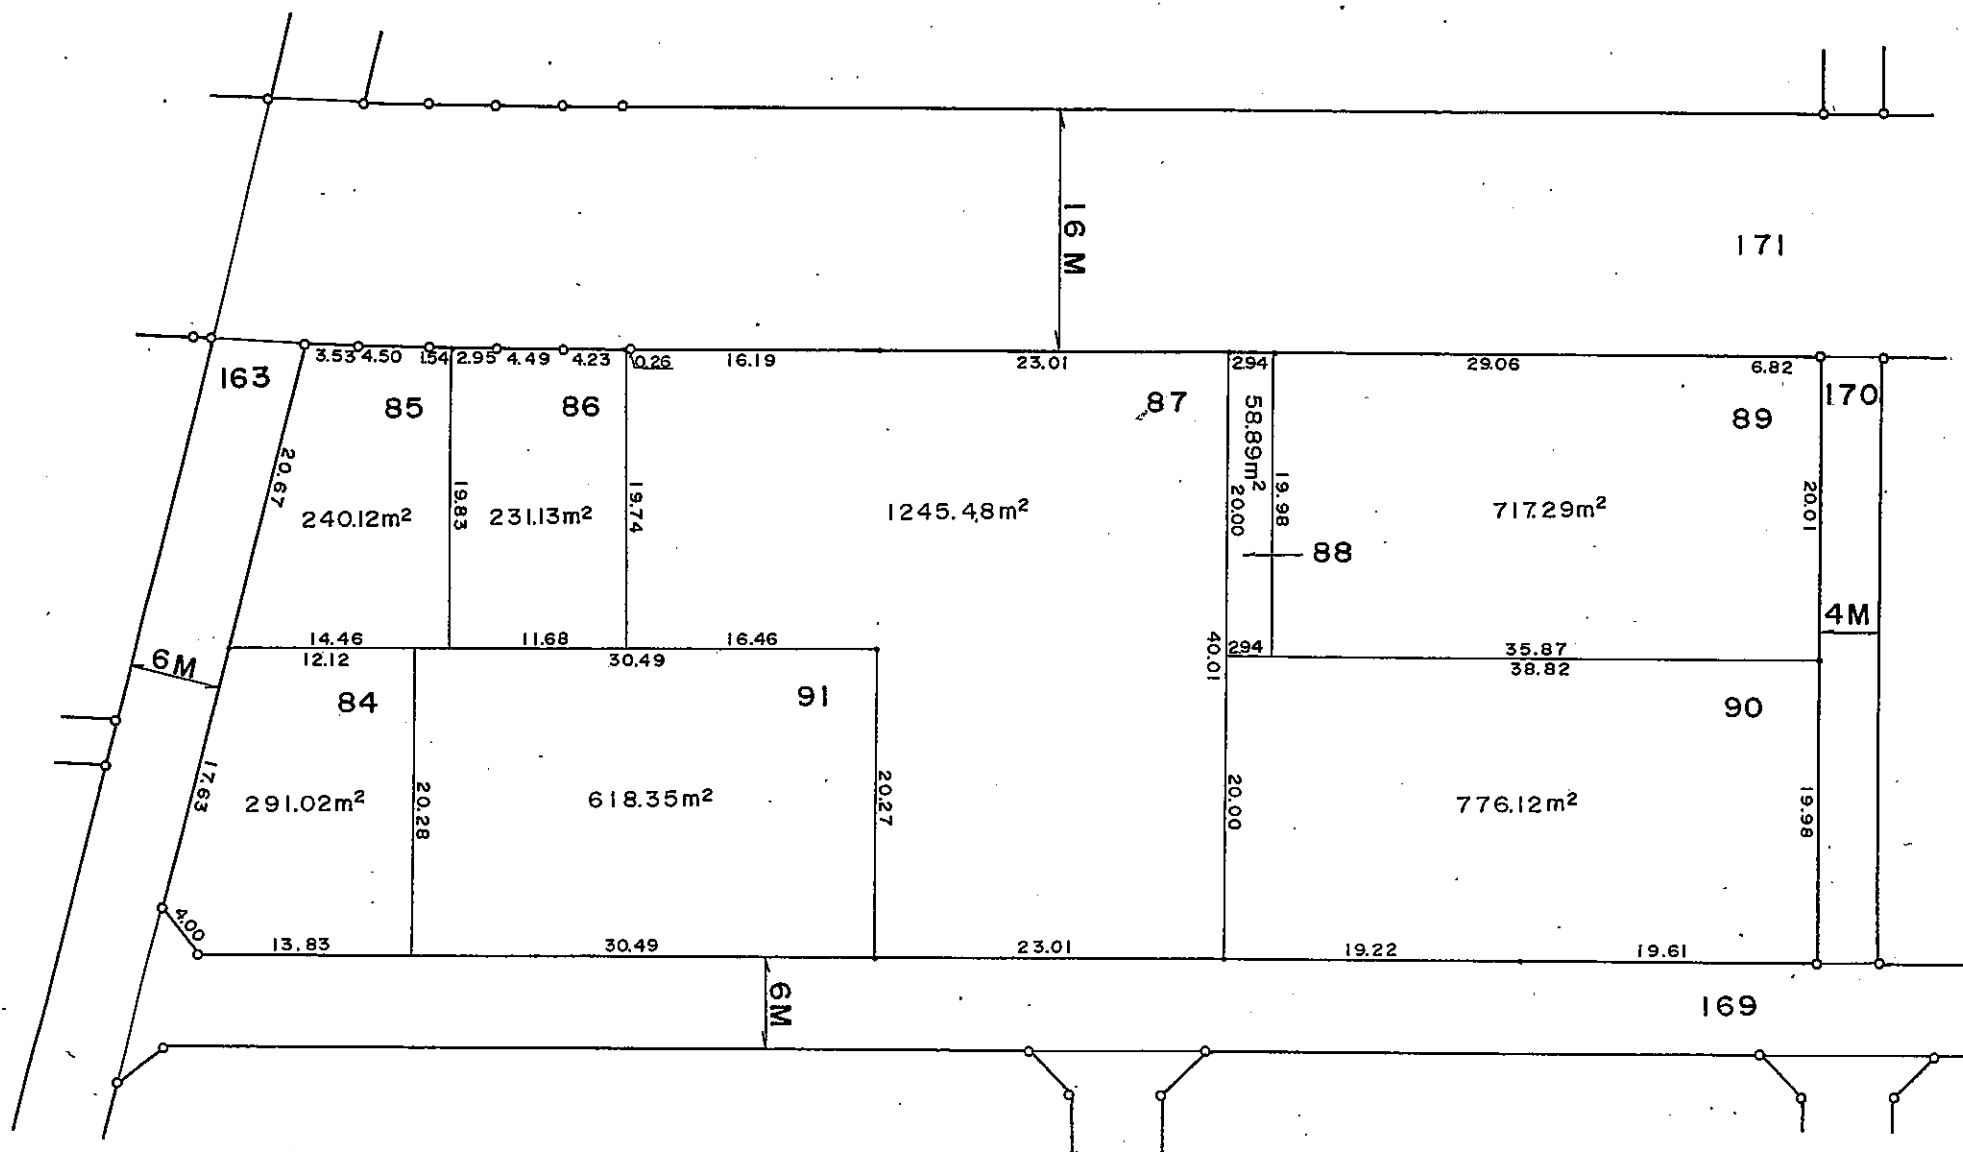 16 M
171
3.53 4.50 1.54 2.95 4.49 4.23 0.26 16.19 23.01 2.94 29.06 6.82
163
85
86
87
89
170
20.67
240.12m²
19.83
231.13m²
19.74
1245.48m²
58.89m²
20.00
19.98
88
717.29m²
20.01
4M
14.46 11.68 16.46
12.12 30.49
40.01
2.94
35.87
38.82
6M
84
91
90
17.63
291.02m²
20.28
618.35m²
20.27
20.00
776.12m²
19.98
4.00
13.83 30.49 23.01 19.22 19.61
6M
169